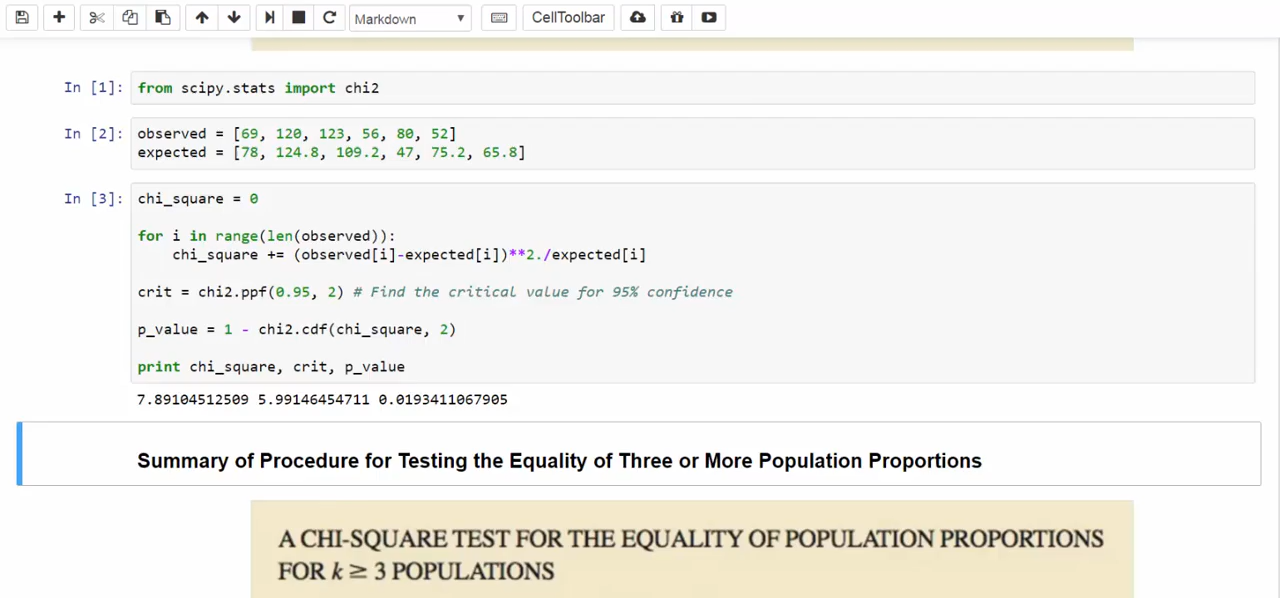 Markdown
CellToolbar
In [1]: from scipy.stats import chi2
In [2]: observed = [69, 120, 123, 56, 80, 52]
expected = [78, 124.8, 109.2, 47, 75.2, 65.8]
In [3]: chi_square = 0
for i in range(len(observed)):
chi_square += (observed[i]-expected[i])**2./expected[i]
crit = chi2.ppf(0.95, 2) # Find the critical value for 95% confidence
p_value = 1 - chi2.cdf(chi_square, 2)
print chi_square, crit, p_value
7.89104512509 5.99146454711 0.0193411067905
Summary of Procedure for Testing the Equality of Three or More Population Proportions
A CHI-SQUARE TEST FOR THE EQUALITY OF POPULATION PROPORTIONS
FOR k ≥ 3 POPULATIONS